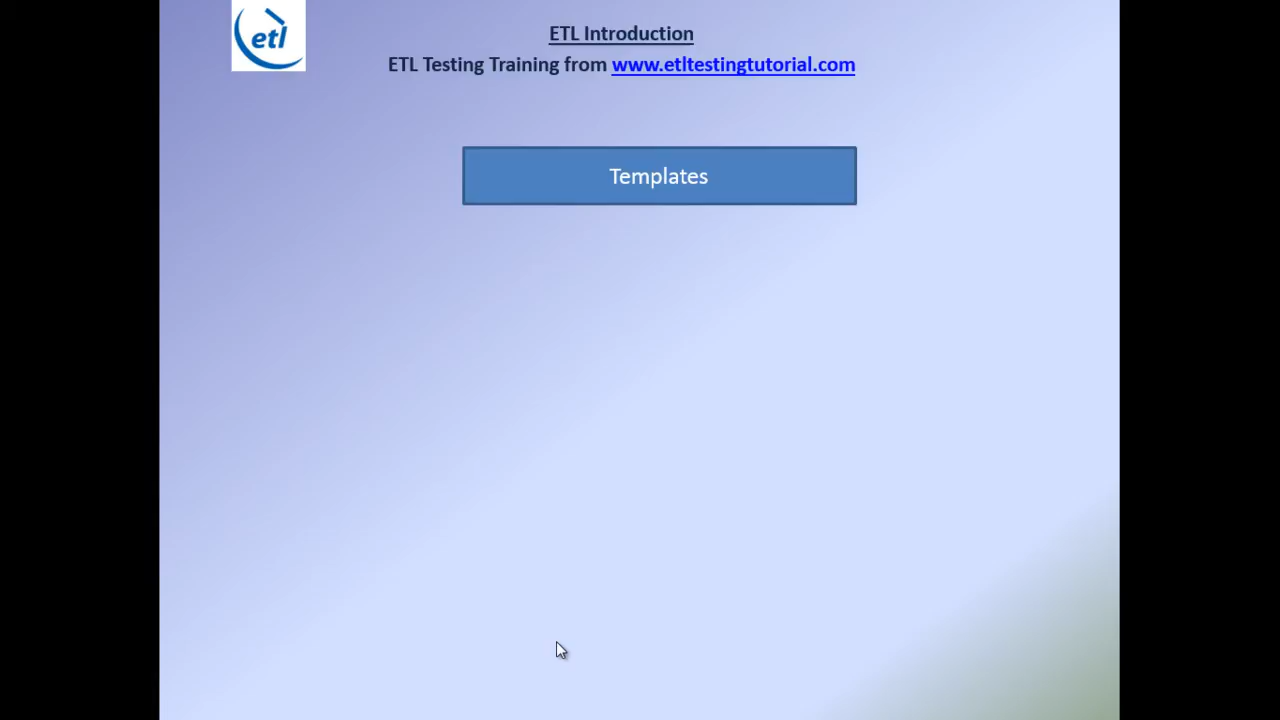 etl
ETL Introduction
ETL Testing Training from www.etltestingtutorial.com
Templates